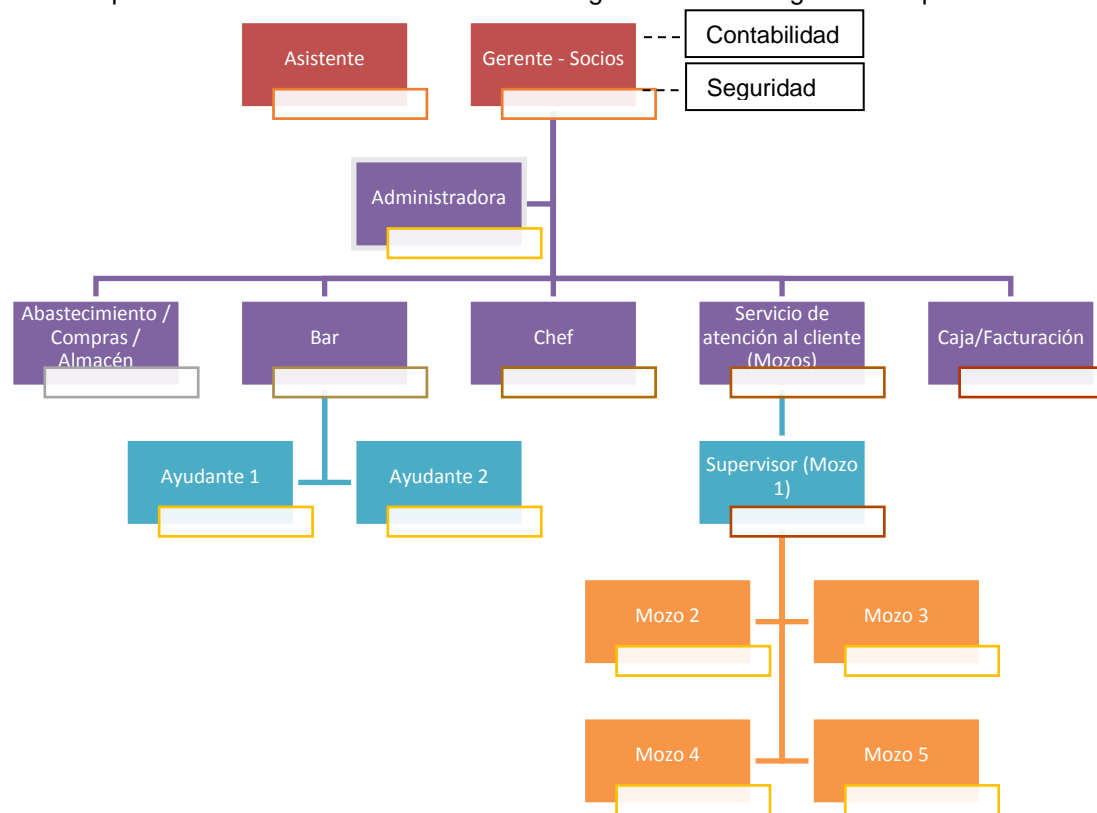 Asistente
Gerente - Socios
Contabilidad
Seguridad
Administradora
Abastecimiento /
Compras /
Almacén
Bar
Chef
Servicio de
atención al cliente
(Mozos)
Caja/Facturación
Ayudante 1
Ayudante 2
Supervisor (Mozo
1)
Mozo 2
Mozo 3
Mozo 4
Mozo 5